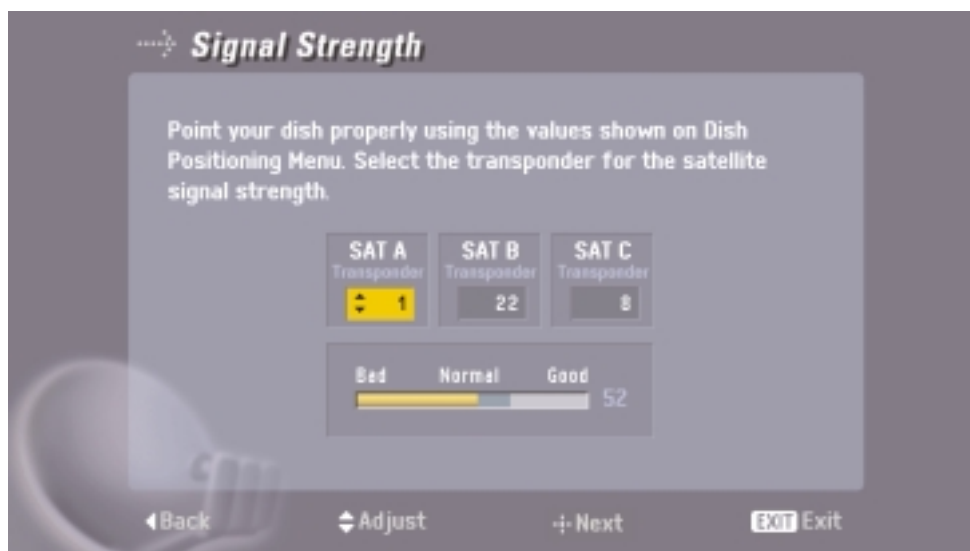 Signal Strength
Point your dish properly using the values shown on Dish
Positioning Menu. Select the transponder for the satellite
signal strength.
SAT A SAT B SAT C
Transponder Transponder Transponder
1 22 8
Bad Normal Good
52
Back Adjust Next EXIT Exit